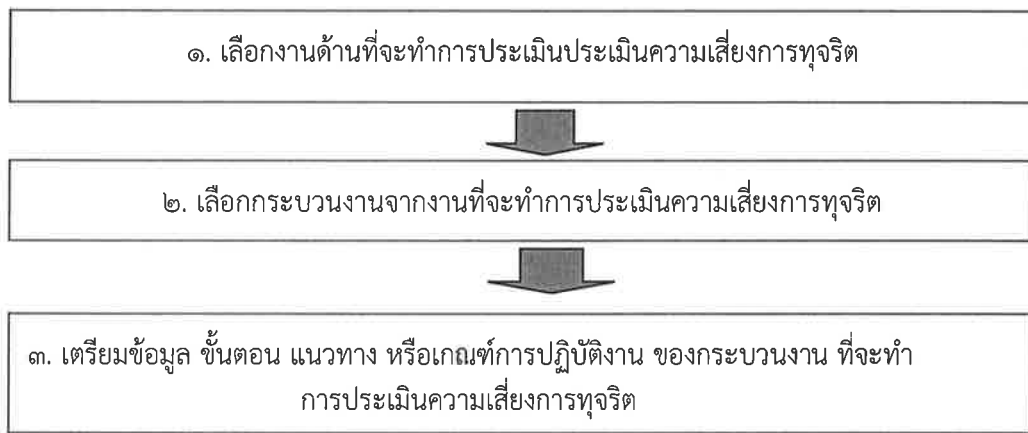 ๑. เลือกงานด้านที่จะทำการประเมินประเมินความเสี่ยงการทุจริต
๒. เลือกกระบวนงานจากงานที่จะทำการประเมินความเสี่ยงการทุจริต
๓. เตรียมข้อมูล ขั้นตอน แนวทาง หรือเกณฑ์การปฏิบัติงาน ของกระบวนงาน ที่จะทำ
การประเมินความเสี่ยงการทุจริต